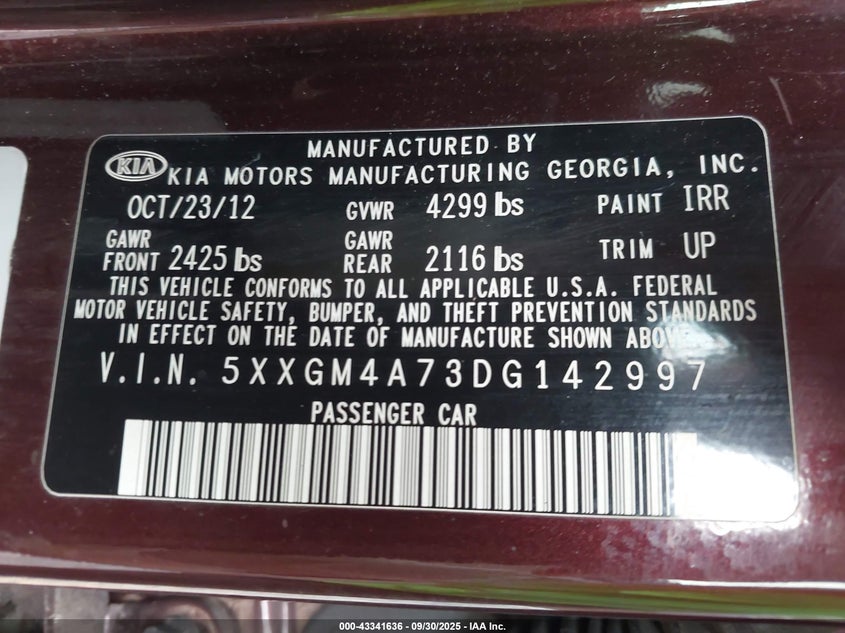 MANUFACTURED BY
KIA KIA MOTORS MANUFACTURING GEORGIA, INC.
OCT/23/12 GVWR 4299 lbs PAINT IRR
GAWR FRONT 2425 lbs GAWR REAR 2116 lbs TRIM UP
THIS VEHICLE CONFORMS TO ALL APPLICABLE U.S.A. FEDERAL
MOTOR VEHICLE SAFETY, BUMPER, AND THEFT PREVENTION STANDARDS
IN EFFECT ON THE DATE OF MANUFACTURE SHOWN ABOVE.
V.I.N. 5XXGM4A73DG142997
PASSENGER CAR
000-43341636 - 09/30/2025 - IAA Inc.